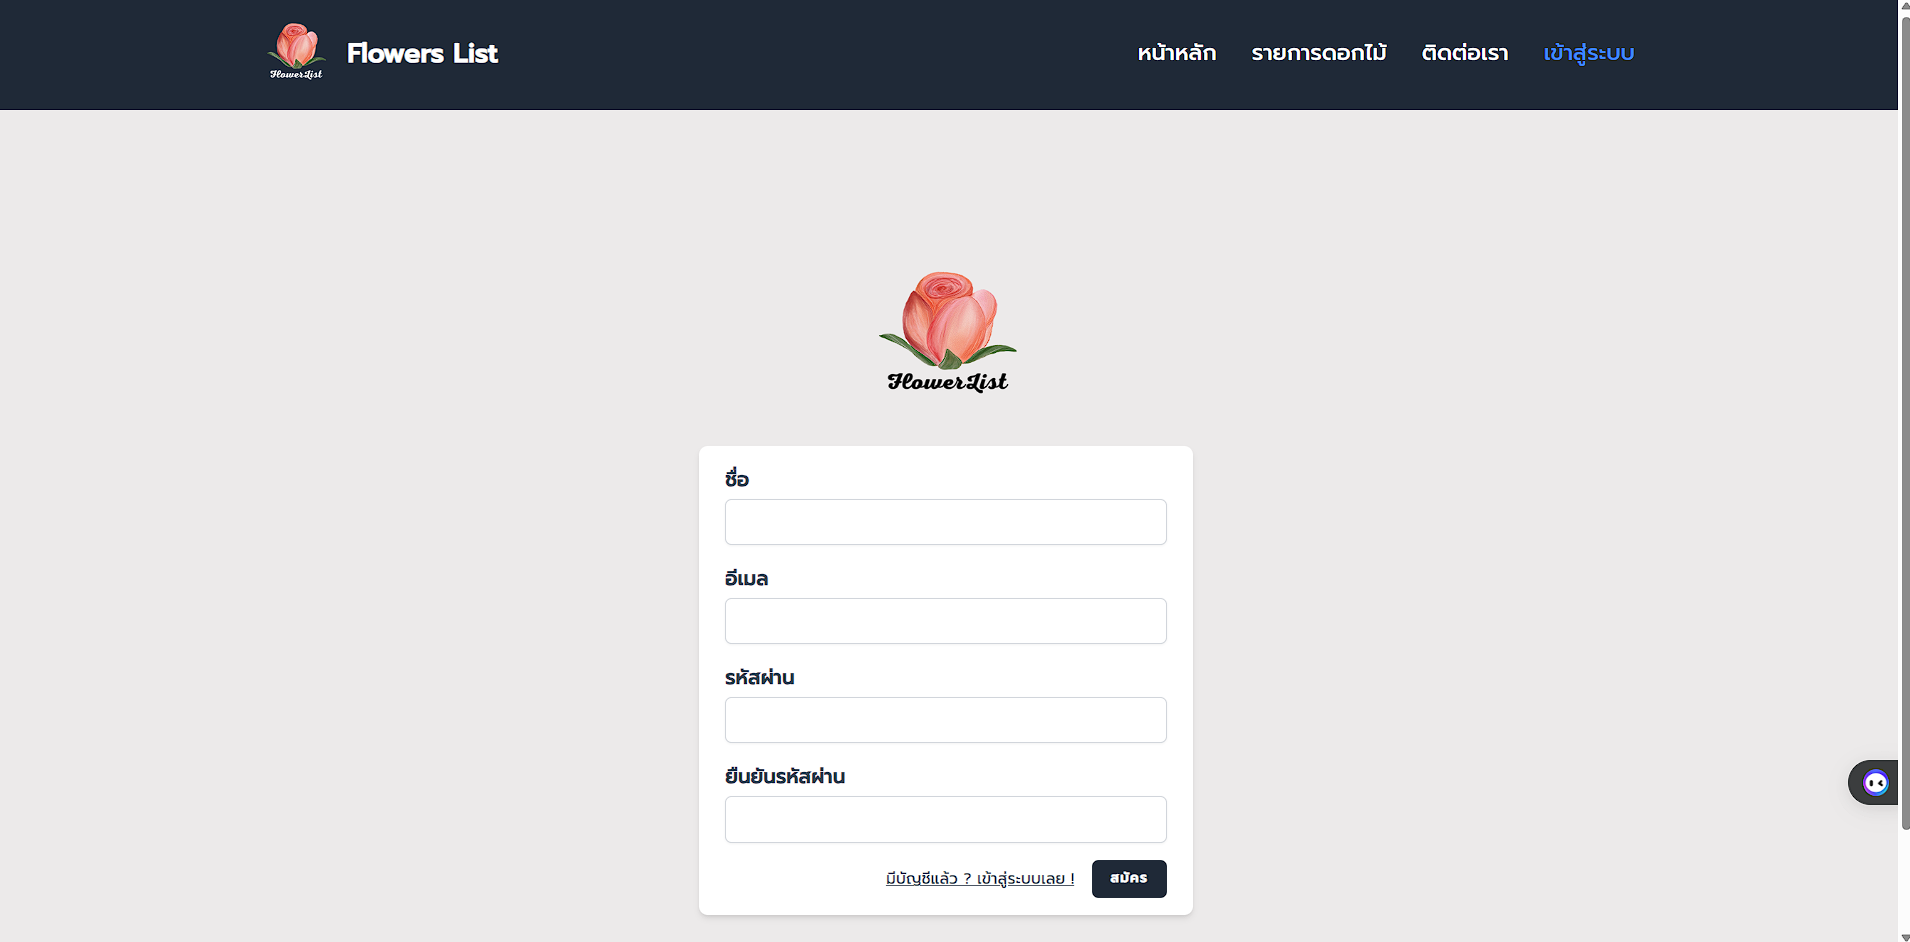 FlowerList
Flowers List
หน้าหลัก
รายการดอกไม้
ติดต่อเรา
เข้าสู่ระบบ
FlowerList
ชื่อ
อีเมล
รหัสผ่าน
ยืนยันรหัสผ่าน
มีบัญชีแล้ว ? เข้าสู่ระบบเลย !
สมัคร